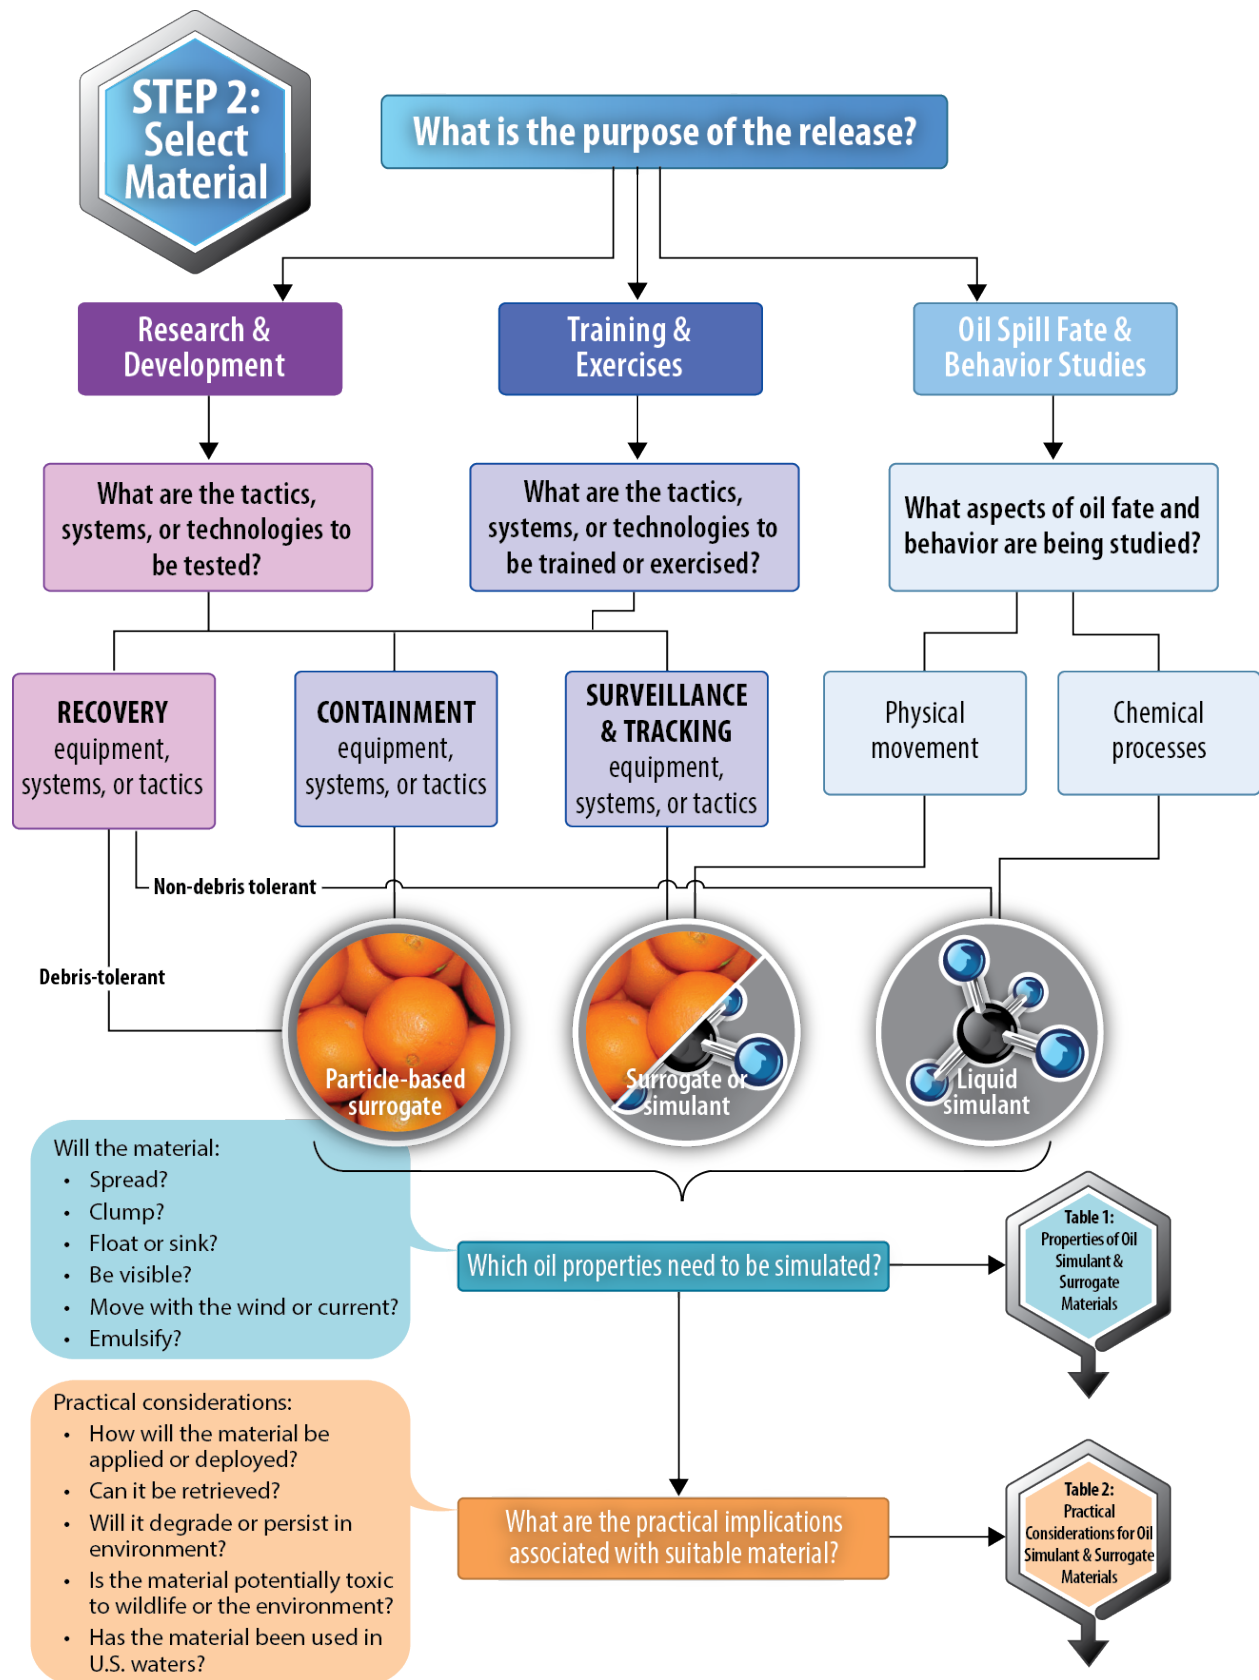 STEP 2:
Select
Material
What is the purpose of the release?
Research &
Development
Training &
Exercises
Oil Spill Fate &
Behavior Studies
What are the tactics,
systems, or technologies to
be tested?
What are the tactics,
systems, or technologies to
be trained or exercised?
What aspects of oil fate and
behavior are being studied?
RECOVERY
equipment,
systems, or tactics
CONTAINMENT
equipment,
systems, or tactics
SURVEILLANCE
& TRACKING
equipment,
systems, or tactics
Physical
movement
Chemical
processes
Non-debris tolerant
Debris-tolerant
Particle-based
surrogate
Surrogate or
simulant
Liquid
simulant
Will the material:
• Spread?
• Clump?
• Float or sink?
• Be visible?
• Move with the wind or current?
• Emulsify?
Which oil properties need to be simulated?
Table 1:
Properties of Oil
Simulant &
Surrogate
Materials
Practical considerations:
• How will the material be
applied or deployed?
• Can it be retrieved?
• Will it degrade or persist in
environment?
• Is the material potentially toxic
to wildlife or the environment?
• Has the material been used in
U.S. waters?
What are the practical implications
associated with suitable material?
Table 2:
Practical
Considerations for Oil
Simulant & Surrogate
Materials